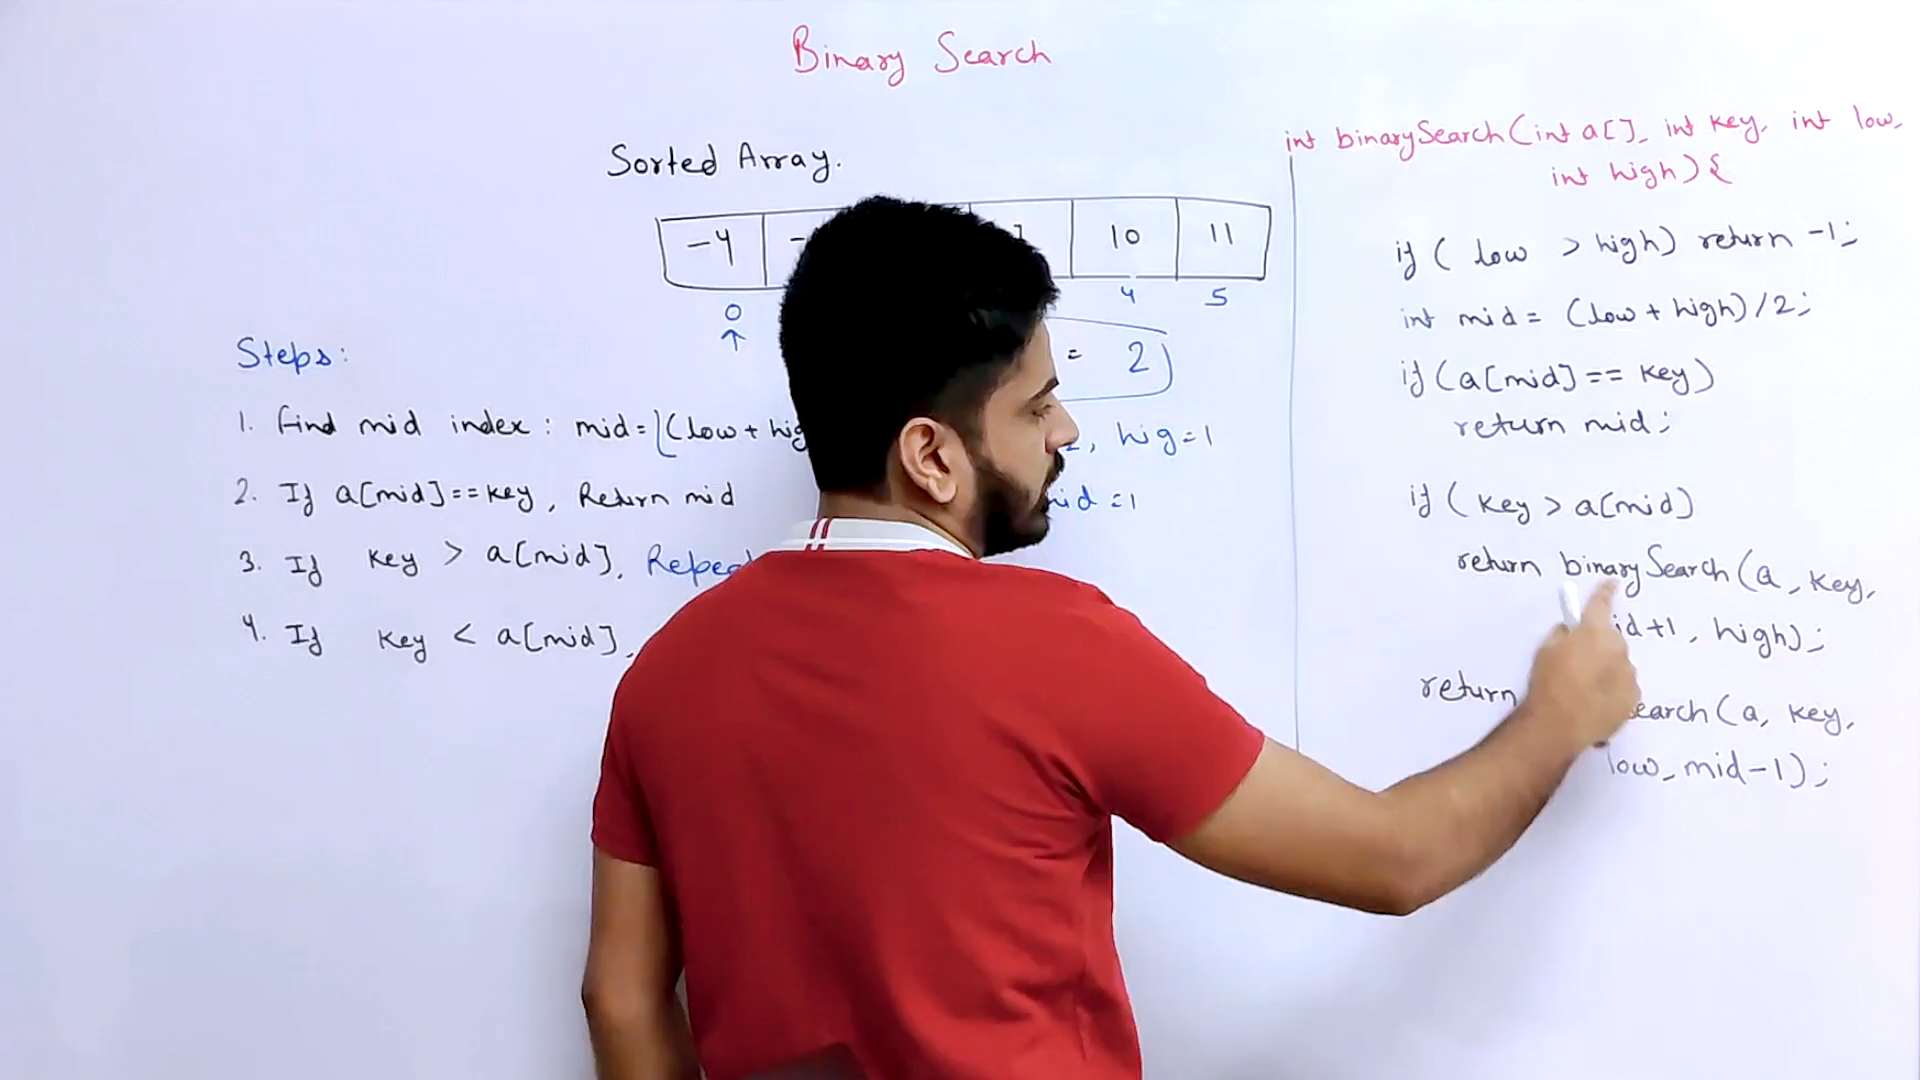 Binary Search
Sorted Array.
-4 - 10 11
0 4 5
= 2
Steps:
1. Find mid index: mid= (low + hig
, hig=1
2. If a[mid]==key, Return mid
mid =1
3. If key > a[mid],
4. If key < a[mid],
int binarySearch(int a[], int key, int low,
int high){
if ( low > high) return -1;
int mid = (low + high)/2;
if (a[mid] == key)
return mid;
if ( key > a[mid]
return binarySearch(a, key,
id+1, high);
return earch(a, key,
low, mid-1);